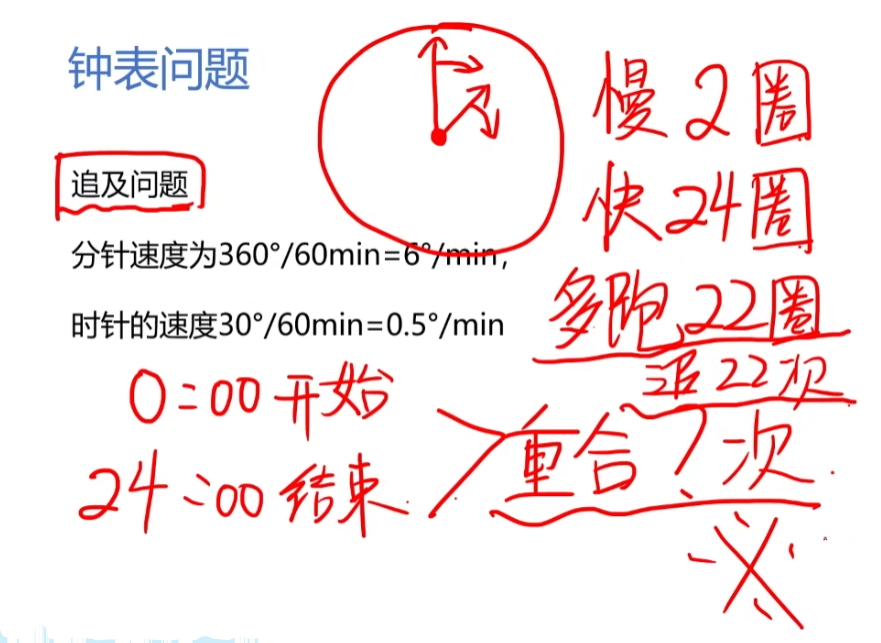 钟表问题
慢2圈
追及问题
快24圈
分针速度为360°/60min=6°/min,
多跑22圈
时针的速度30°/60min=0.5°/min
追22次
0:00开始
重合?次
24:00结束